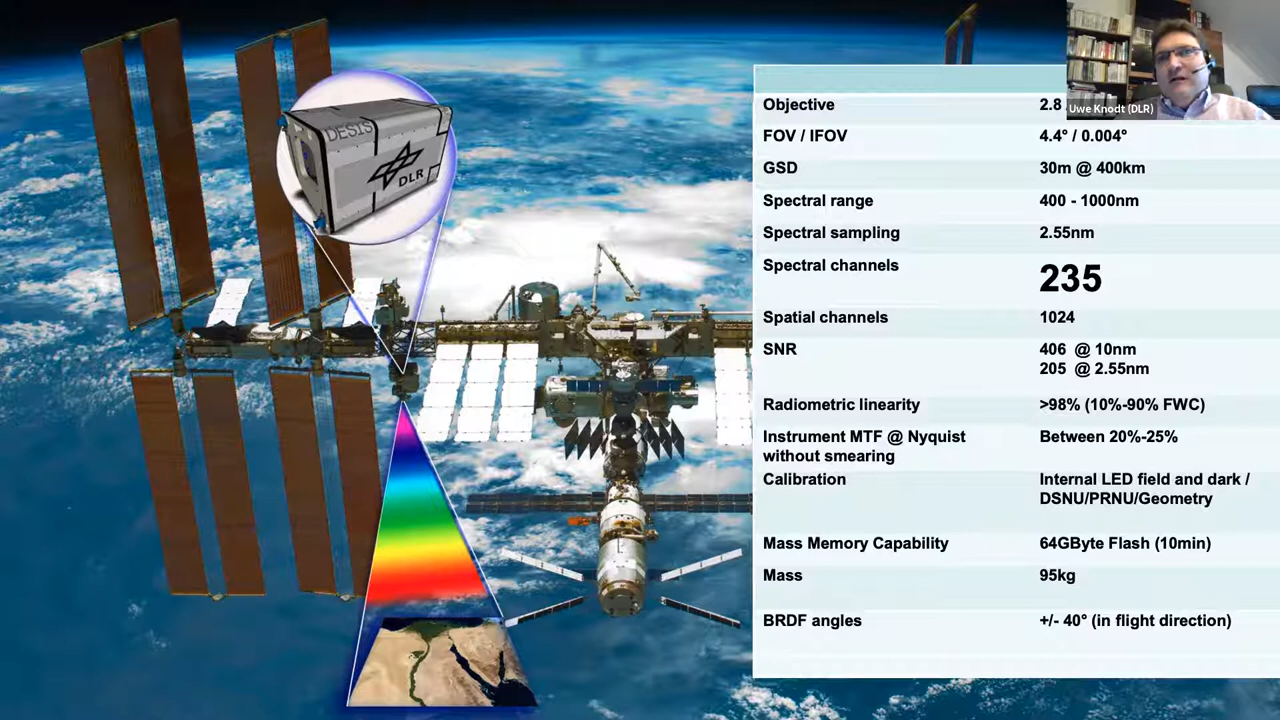 DESIS
DLR
Uwe Knodt (DLR)
Objective 2.8
FOV / IFOV 4.4° / 0.004°
GSD 30m @ 400km
Spectral range 400 - 1000nm
Spectral sampling 2.55nm
Spectral channels 235
Spatial channels 1024
SNR 406 @ 10nm
205 @ 2.55nm
Radiometric linearity >98% (10%-90% FWC)
Instrument MTF @ Nyquist Between 20%-25%
without smearing
Calibration Internal LED field and dark /
DSNU/PRNU/Geometry
Mass Memory Capability 64GByte Flash (10min)
Mass 95kg
BRDF angles +/- 40° (in flight direction)